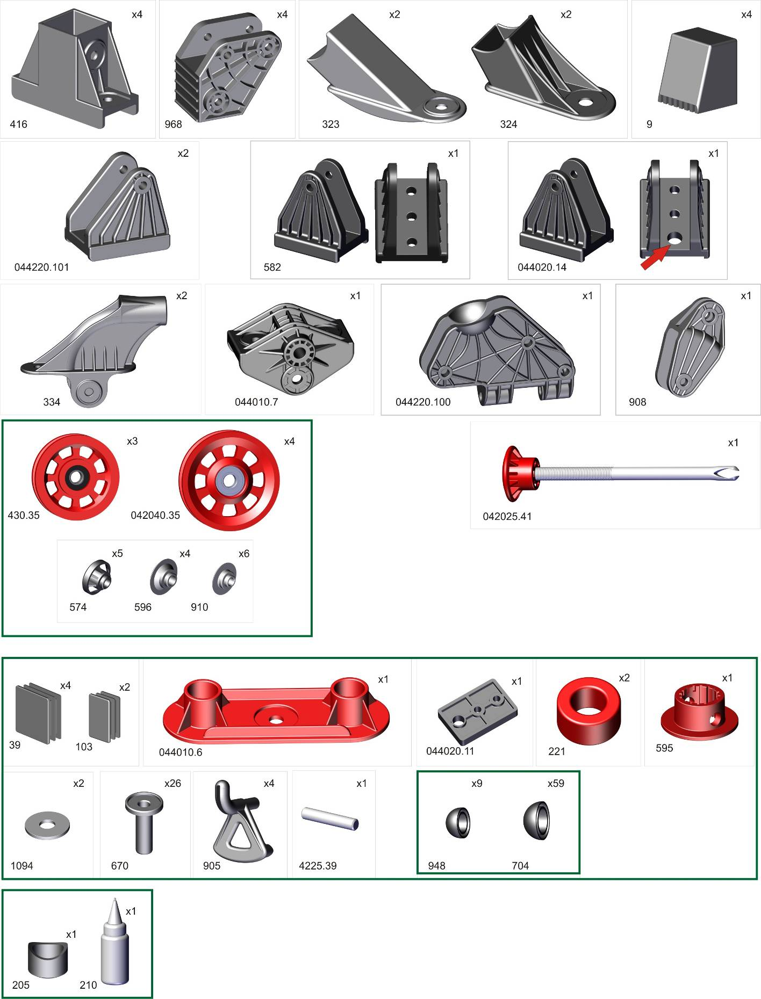 x4
416
x4
968
x2
323
x2
324
x4
9
x2
044220.101
x1
582
x1
044020.14
x2
334
x1
044010.7
x1
044220.100
x1
908
x3
430.35
x4
042040.35
x1
042025.41
x5
574
x4
596
x6
910
x4
39
x2
103
x1
044010.6
x1
044020.11
x2
221
x1
595
x2
1094
x26
670
x4
905
x1
4225.39
x9
948
x59
704
x1
205
x1
210